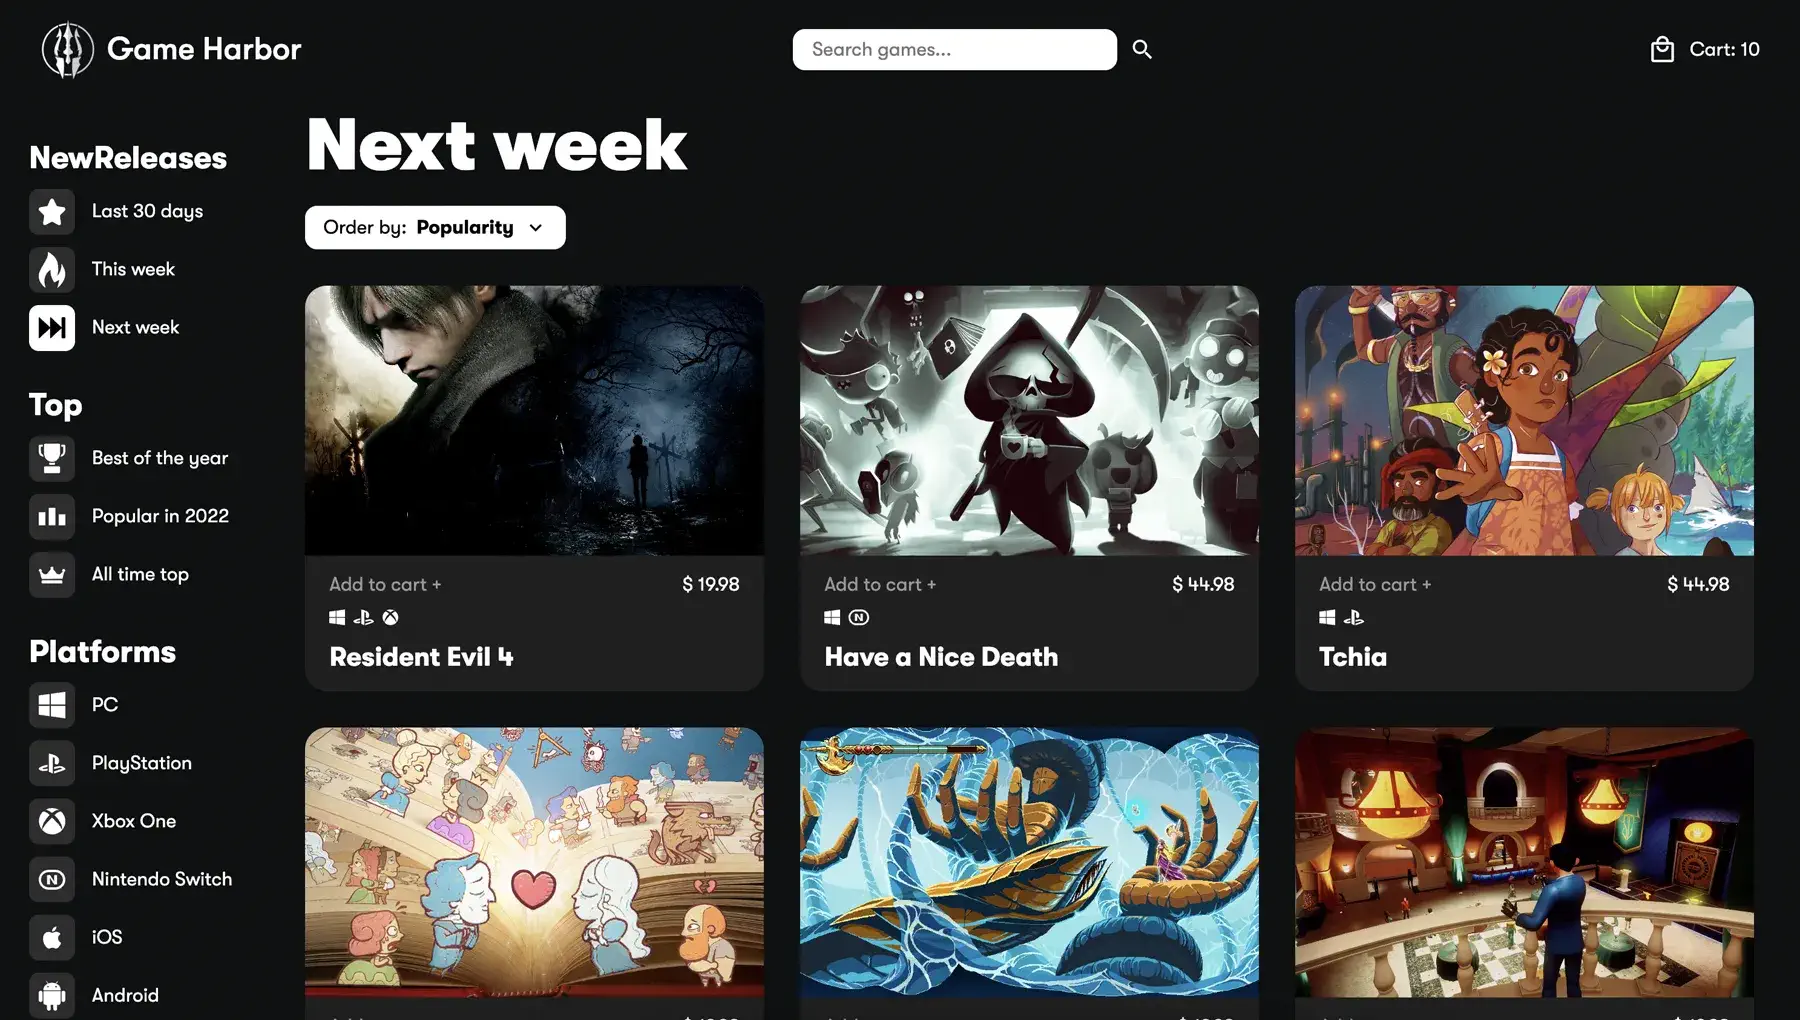 Game Harbor
Search games...
Cart: 10
NewReleases
Last 30 days
This week
Next week
Top
Best of the year
Popular in 2022
All time top
Platforms
PC
PlayStation
Xbox One
Nintendo Switch
iOS
Android
Next week
Order by: Popularity
Add to cart + $ 19.98
Resident Evil 4
Add to cart + $ 44.98
Have a Nice Death
Add to cart + $ 44.98
Tchia